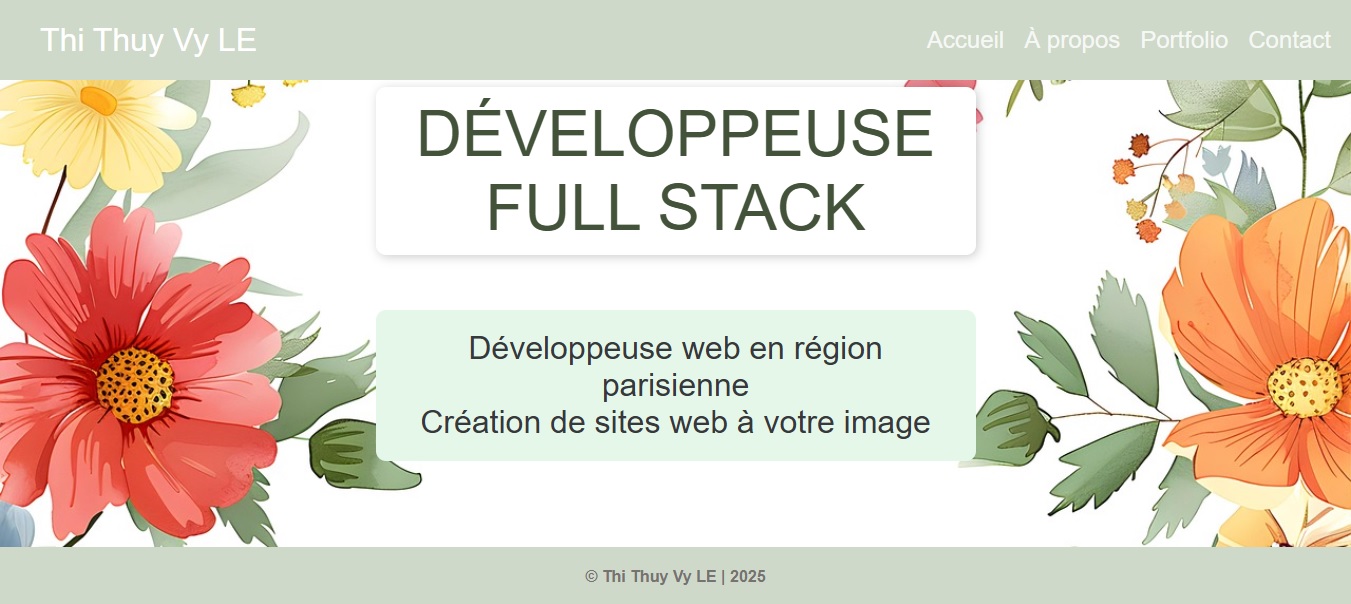 Thi Thuy Vy LE
Accueil À propos Portfolio Contact
DÉVELOPPEUSE
FULL STACK
Développeuse web en région
parisienne
Création de sites web à votre image
© Thi Thuy Vy LE | 2025